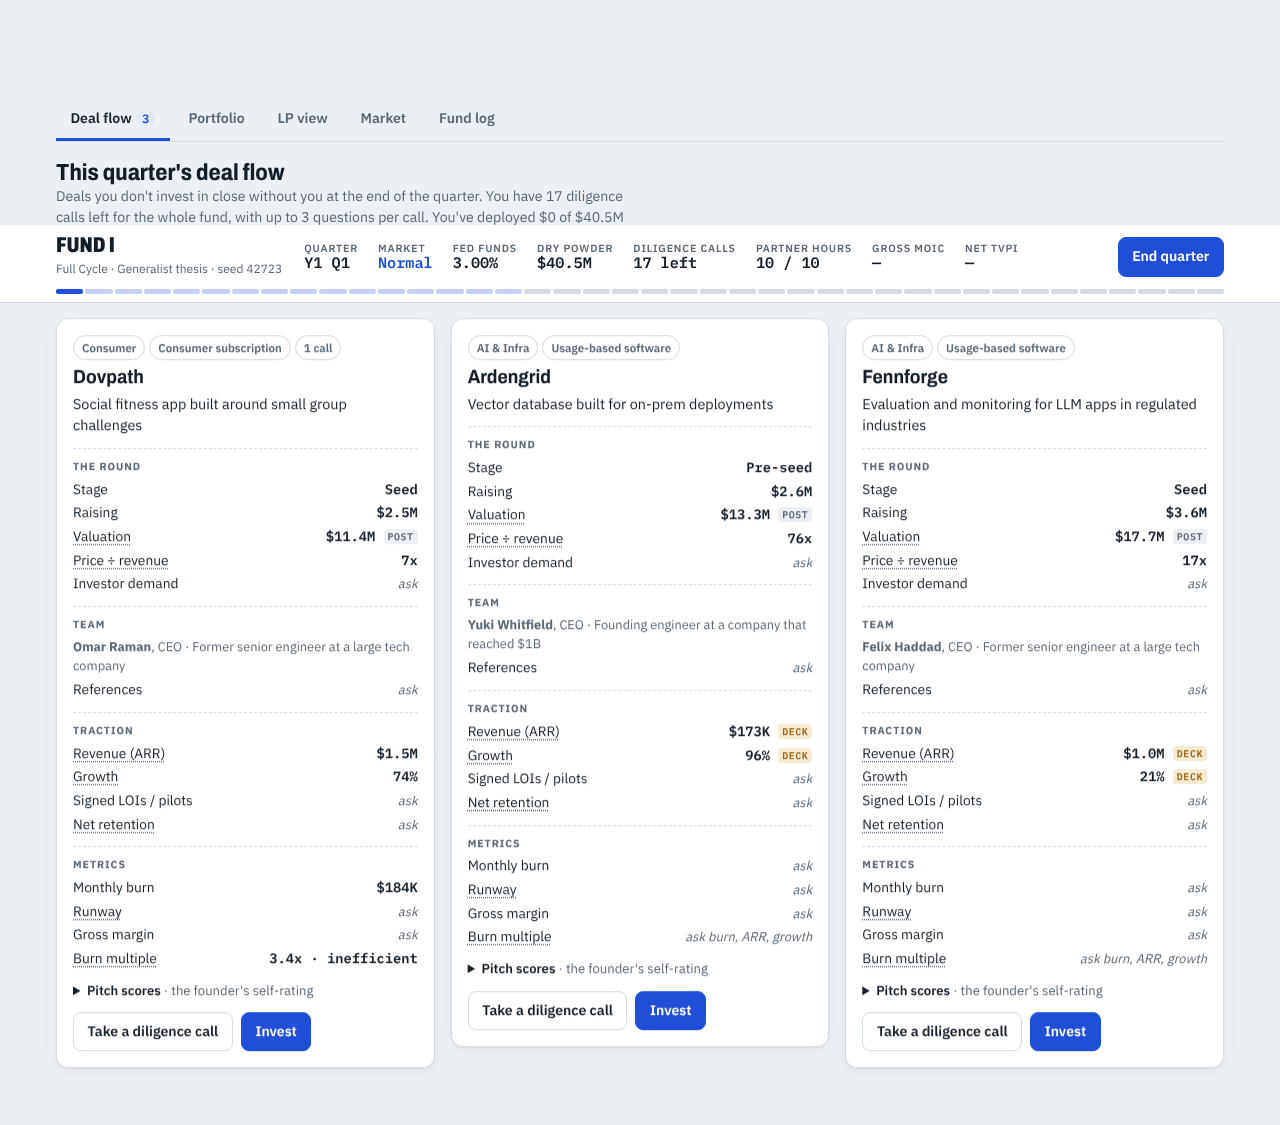 Deal flow 3
Portfolio
LP view
Market
Fund log
This quarter's deal flow
Deals you don't invest in close without you at the end of the quarter. You have 17 diligence
calls left for the whole fund, with up to 3 questions per call. You've deployed $0 of $40.5M
FUND I
Full Cycle · Generalist thesis · seed 42723
QUARTER
Y1 Q1
MARKET
Normal
FED FUNDS
3.00%
DRY POWDER
$40.5M
DILIGENCE CALLS
17 left
PARTNER HOURS
10 / 10
GROSS MOIC
—
NET TVPI
—
End quarter
Consumer
Consumer subscription
1 call
Dovpath
Social fitness app built around small group
challenges
THE ROUND
Stage Seed
Raising $2.5M
Valuation $11.4M POST
Price ÷ revenue 7x
Investor demand ask
TEAM
Omar Raman, CEO · Former senior engineer at a large tech
company
References ask
TRACTION
Revenue (ARR) $1.5M
Growth 74%
Signed LOIs / pilots ask
Net retention ask
METRICS
Monthly burn $184K
Runway ask
Gross margin ask
Burn multiple 3.4x · inefficient
▶ Pitch scores · the founder's self-rating
Take a diligence call
Invest
AI & Infra
Usage-based software
Ardengrid
Vector database built for on-prem deployments
THE ROUND
Stage Pre-seed
Raising $2.6M
Valuation $13.3M POST
Price ÷ revenue 76x
Investor demand ask
TEAM
Yuki Whitfield, CEO · Founding engineer at a company that
reached $1B
References ask
TRACTION
Revenue (ARR) $173K DECK
Growth 96% DECK
Signed LOIs / pilots ask
Net retention ask
METRICS
Monthly burn ask
Runway ask
Gross margin ask
Burn multiple ask burn, ARR, growth
▶ Pitch scores · the founder's self-rating
Take a diligence call
Invest
AI & Infra
Usage-based software
Fennforge
Evaluation and monitoring for LLM apps in regulated
industries
THE ROUND
Stage Seed
Raising $3.6M
Valuation $17.7M POST
Price ÷ revenue 17x
Investor demand ask
TEAM
Felix Haddad, CEO · Former senior engineer at a large tech
company
References ask
TRACTION
Revenue (ARR) $1.0M DECK
Growth 21% DECK
Signed LOIs / pilots ask
Net retention ask
METRICS
Monthly burn ask
Runway ask
Gross margin ask
Burn multiple ask burn, ARR, growth
▶ Pitch scores · the founder's self-rating
Take a diligence call
Invest